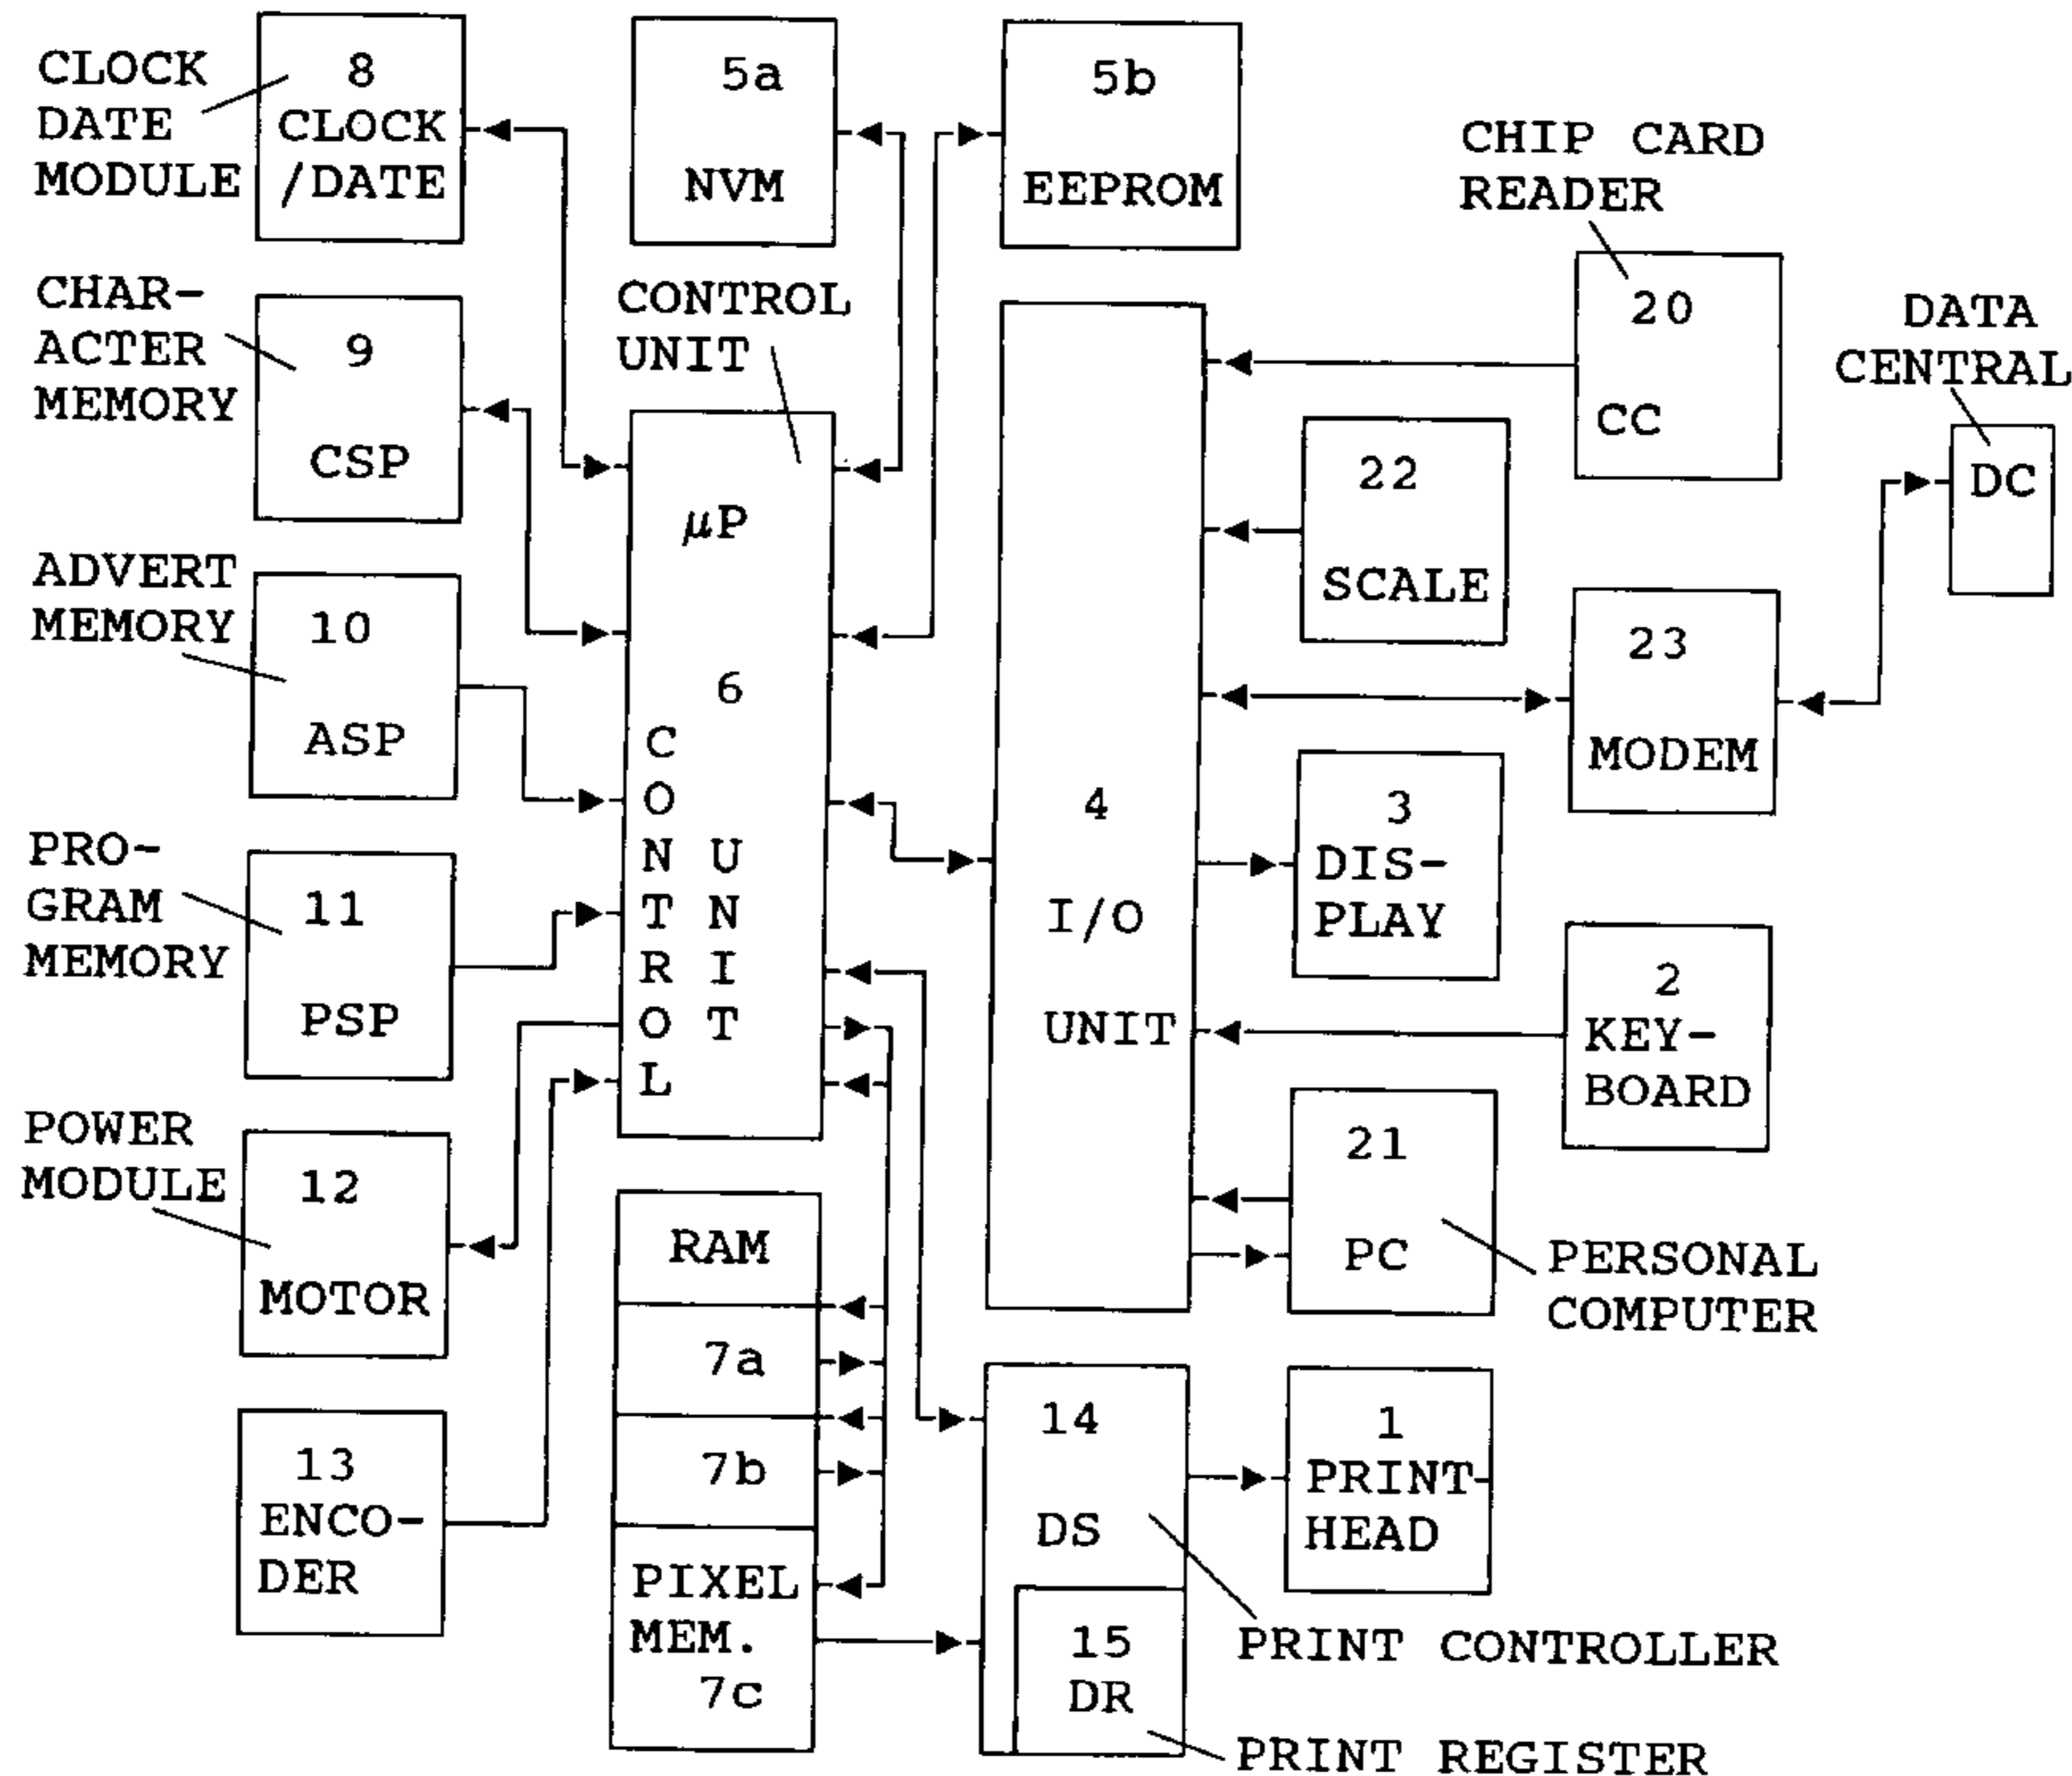 CLOCK
DATE
MODULE
8
CLOCK
/DATE
5a
NVM
5b
EEPROM
CHIP CARD
READER
20
CC
DATA
CENTRAL
DC
CHAR-
ACTER
MEMORY
9
CSP
CONTROL
UNIT
µP
6
CONTROL
UNIT
22
SCALE
ADVERT
MEMORY
10
ASP
23
MODEM
4
I/O
UNIT
3
DIS-
PLAY
PRO-
GRAM
MEMORY
11
PSP
2
KEY-
BOARD
POWER
MODULE
12
MOTOR
21
PC
PERSONAL
COMPUTER
RAM
7a
7b
PIXEL
MEM.
7c
13
ENCO-
DER
14
DS
15
DR
1
PRINT-
HEAD
PRINT CONTROLLER
PRINT REGISTER